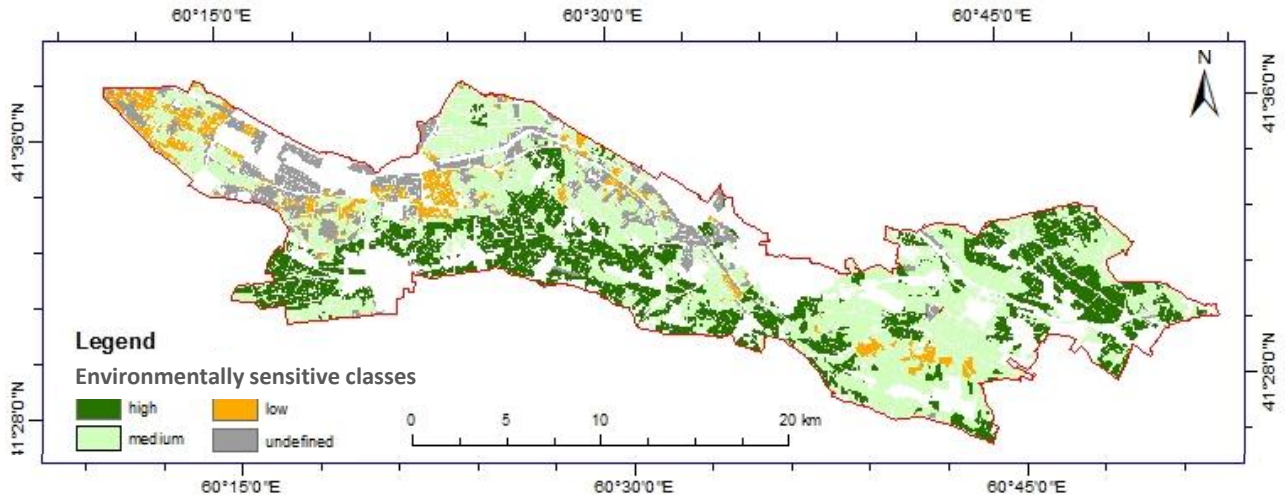 60°15'0"E 60°30'0"E 60°45'0"E
N
41°36'0"N
41°36'0"N
Legend
Environmentally sensitive classes
high low
medium undefined
0 5 10 20 km
41°28'0"N
11°28'0"N
60°15'0"E 60°30'0"E 60°45'0"E